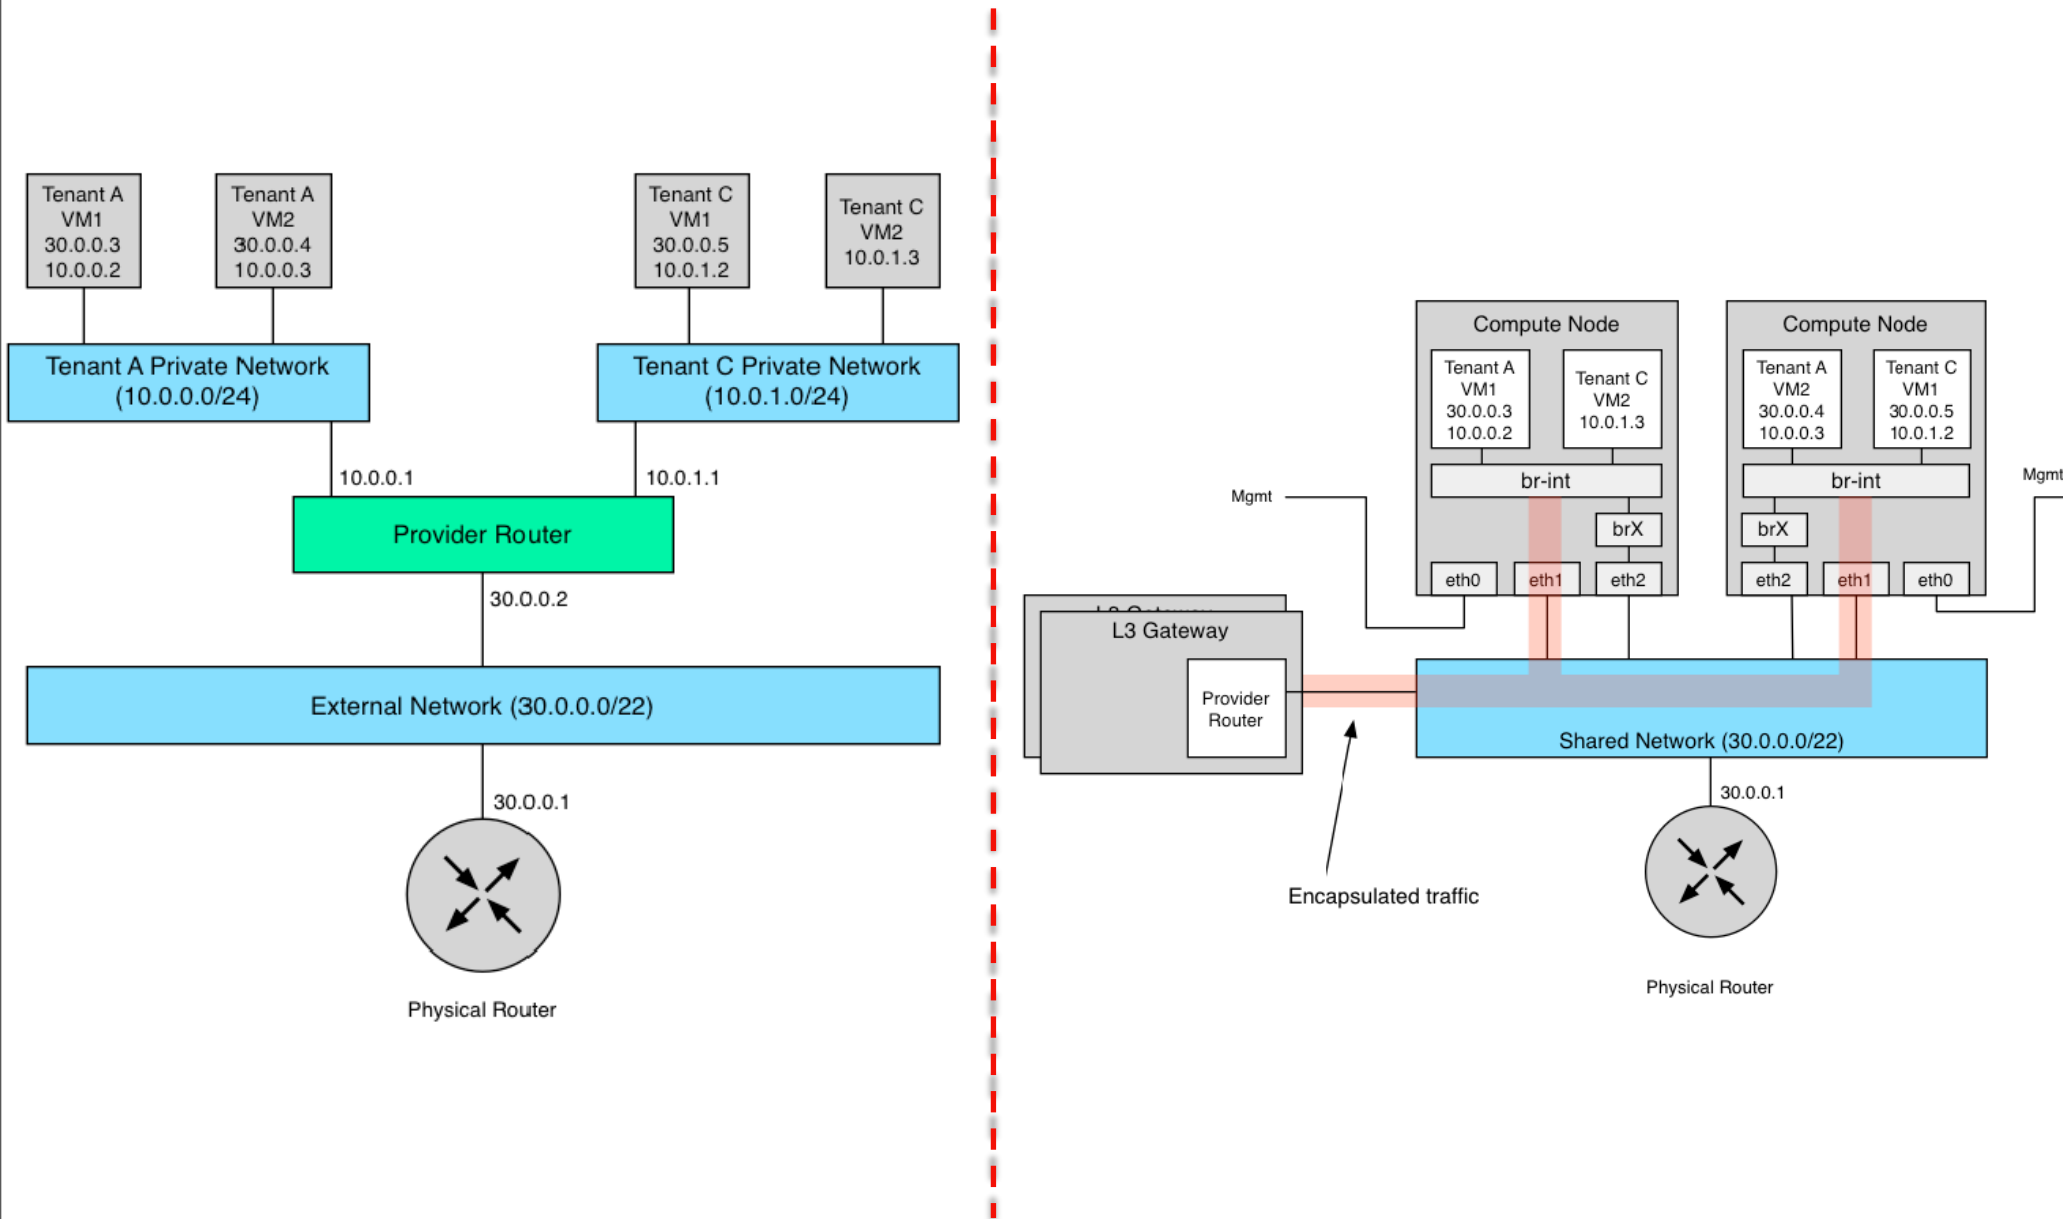 Tenant A
VM1
30.0.0.3
10.0.0.2
Tenant A
VM2
30.0.0.4
10.0.0.3
Tenant C
VM1
30.0.0.5
10.0.1.2
Tenant C
VM2
10.0.1.3
Tenant A Private Network
(10.0.0.0/24)
Tenant C Private Network
(10.0.1.0/24)
10.0.0.1
10.0.1.1
Provider Router
30.0.0.2
External Network (30.0.0.0/22)
30.0.0.1
Physical Router
Compute Node
Tenant A
VM1
30.0.0.3
10.0.0.2
Tenant C
VM2
10.0.1.3
br-int
brX
eth0
eth1
eth2
Compute Node
Tenant A
VM2
30.0.0.4
10.0.0.3
Tenant C
VM1
30.0.0.5
10.0.1.2
br-int
brX
eth2
eth1
eth0
Mgmt
Mgmt
L3 Gateway
L3 Gateway
Provider
Router
Shared Network (30.0.0.0/22)
30.0.0.1
Encapsulated traffic
Physical Router